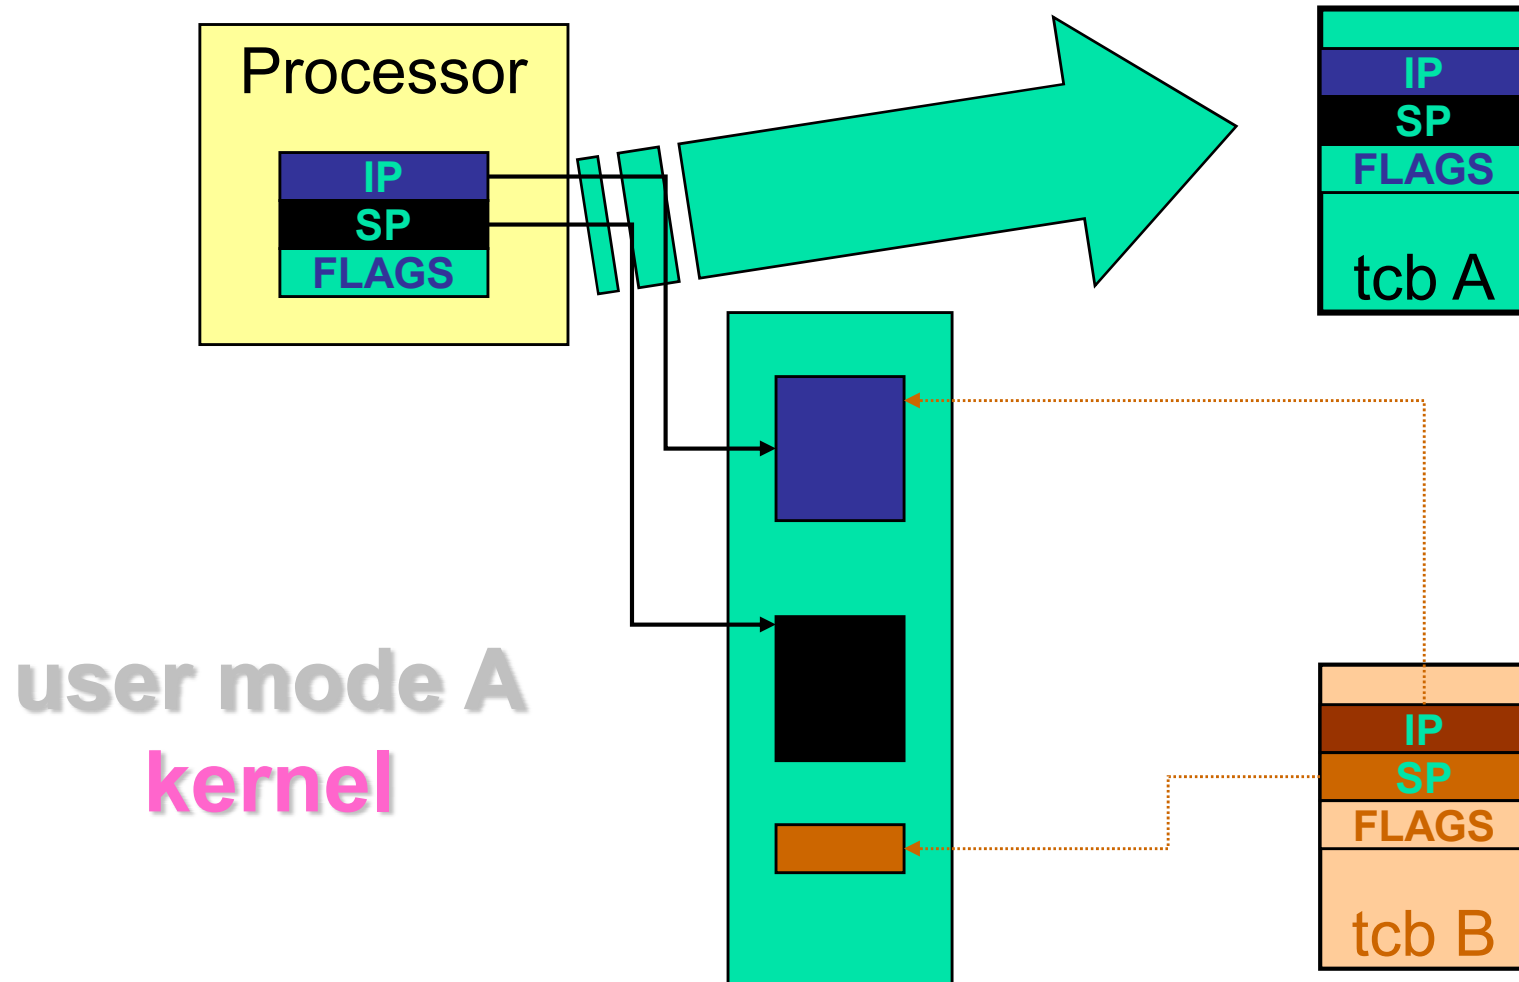 Processor
IP
SP
FLAGS
IP
SP
FLAGS
tcb A
user mode A
kernel
IP
SP
FLAGS
tcb B